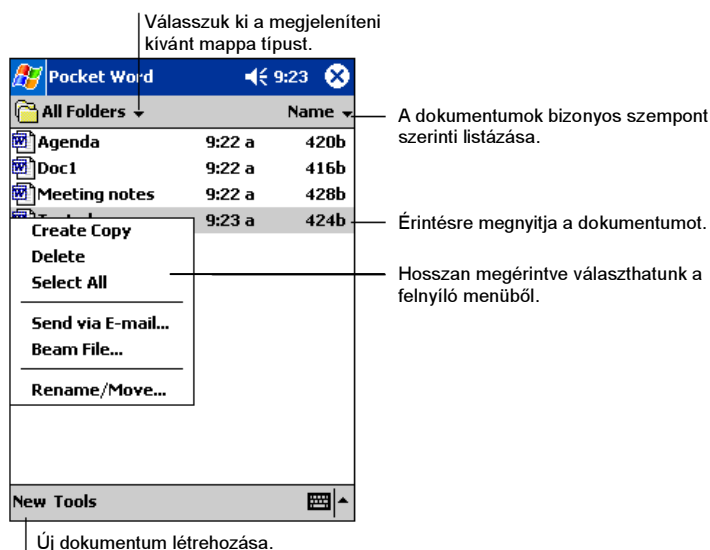 Válasszuk ki a megjeleníteni
kívánt mappa típust.
Pocket Word 9:23
All Folders Name
A dokumentumok bizonyos szempont
szerinti listázása.
Agenda 9:22 a 420b
Doc1 9:22 a 416b
Meeting notes 9:22 a 428b
9:23 a 424b
Érintésre megnyitja a dokumentumot.
Create Copy
Delete
Select All
Hosszan megérintve választhatunk a
felnyíló menüből.
Send via E-mail...
Beam File...
Rename/Move...
New Tools
Új dokumentum létrehozása.